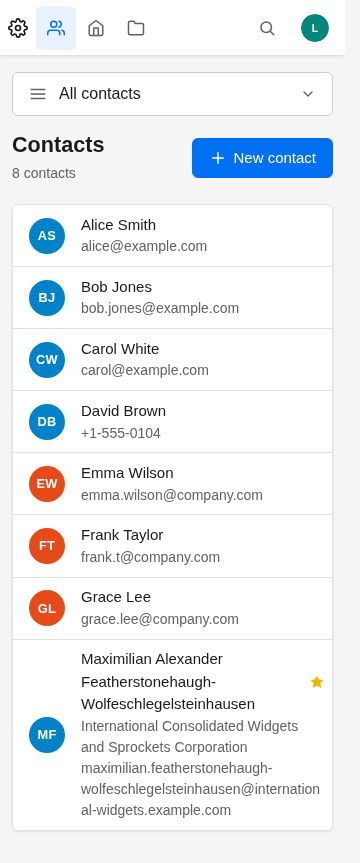 L
All contacts
Contacts
8 contacts
New contact
AS
Alice Smith
alice@example.com
BJ
Bob Jones
bob.jones@example.com
CW
Carol White
carol@example.com
DB
David Brown
+1-555-0104
EW
Emma Wilson
emma.wilson@company.com
FT
Frank Taylor
frank.t@company.com
GL
Grace Lee
grace.lee@company.com
MF
Maximilian Alexander
Featherstonehaugh-
Wolfeschlegelsteinhausen
International Consolidated Widgets
and Sprockets Corporation
maximilian.featherstonehaugh-
wolfeschlegelsteinhausen@internation
al-widgets.example.com